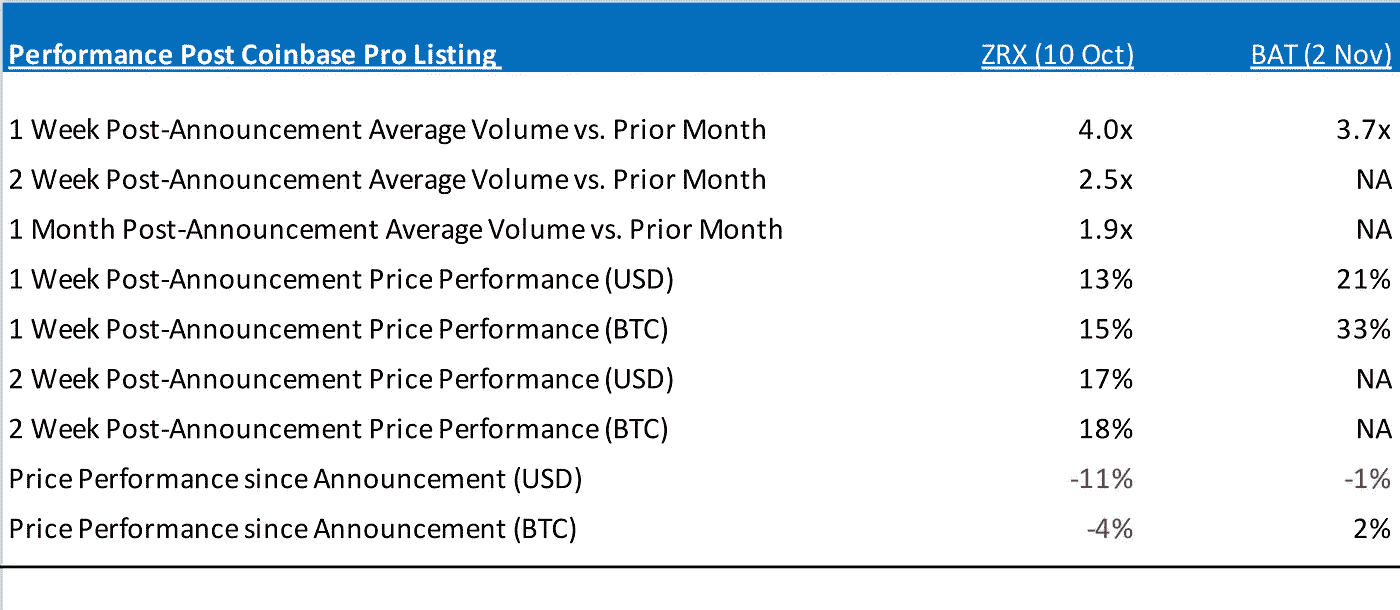 Performance Post Coinbase Pro Listing ZRX (10 Oct) BAT (2 Nov)
1 Week Post-Announcement Average Volume vs. Prior Month 4.0x 3.7x
2 Week Post-Announcement Average Volume vs. Prior Month 2.5x NA
1 Month Post-Announcement Average Volume vs. Prior Month 1.9x NA
1 Week Post-Announcement Price Performance (USD) 13% 21%
1 Week Post-Announcement Price Performance (BTC) 15% 33%
2 Week Post-Announcement Price Performance (USD) 17% NA
2 Week Post-Announcement Price Performance (BTC) 18% NA
Price Performance since Announcement (USD) -11% -1%
Price Performance since Announcement (BTC) -4% 2%